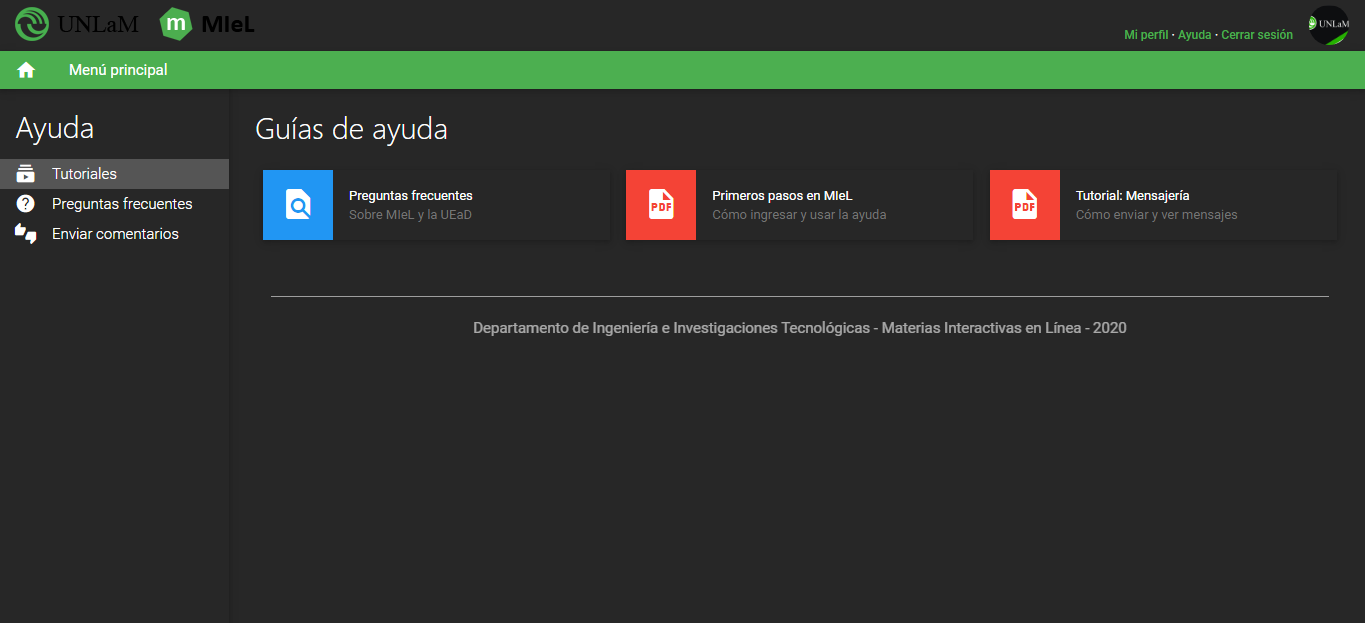 UNLaM
m
MIeL
Mi perfil · Ayuda · Cerrar sesión
UNLaM
Menú principal
Ayuda
Tutoriales
Preguntas frecuentes
Enviar comentarios
Guías de ayuda
Preguntas frecuentes
Sobre MIeL y la UEaD
PDF
Primeros pasos en MIeL
Cómo ingresar y usar la ayuda
PDF
Tutorial: Mensajería
Cómo enviar y ver mensajes
Departamento de Ingeniería e Investigaciones Tecnológicas - Materias Interactivas en Línea - 2020